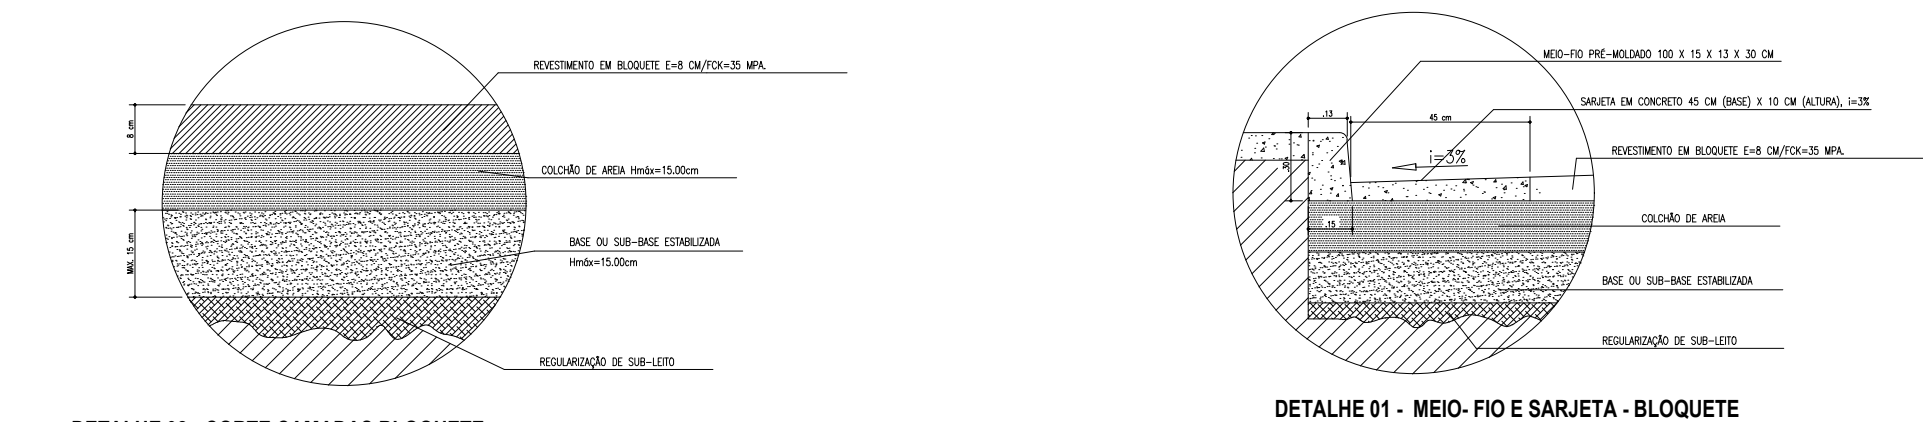 REVESTIMENTO EM BLOQUETE E=8 CM/FCK=35 MPA.
8 cm
COLCHÃO DE AREIA Hmáx=15.00cm
MAX. 15 cm
BASE OU SUB-BASE ESTABILIZADA
Hmáx=15.00cm
REGULARIZAÇÃO DE SUB-LEITO
MEIO-FIO PRÉ-MOLDADO 100 X 15 X 13 X 30 CM
SARJETA EM CONCRETO 45 CM (BASE) X 10 CM (ALTURA), i=3%
.13
45 cm
REVESTIMENTO EM BLOQUETE E=8 CM/FCK=35 MPA.
i=3%
.30
.15
COLCHÃO DE AREIA
BASE OU SUB-BASE ESTABILIZADA
REGULARIZAÇÃO DE SUB-LEITO
DETALHE 01 - MEIO- FIO E SARJETA - BLOQUETE